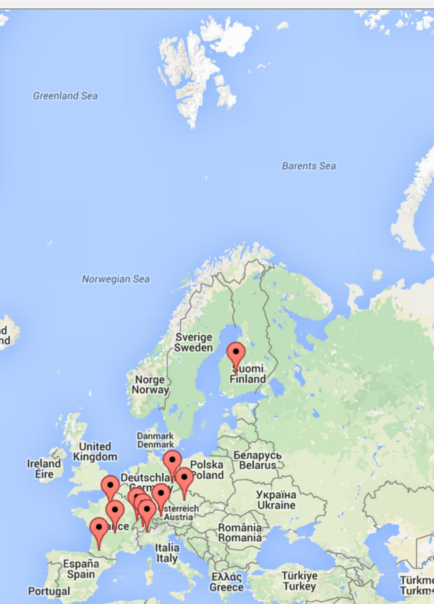 Greenland Sea
Barents Sea
Norwegian Sea
Sverige
Sweden
Suomi
Finland
Norge
Norway
Danmark
Denmark
United
Kingdom
Ireland
Éire
Polska
Poland
Беларусь
Belarus
Deutschland
Україна
Ukraine
Österreich
Austria
România
Romania
Italia
Italy
España
Spain
Portugal
Ελλάς
Greece
Türkiye
Turkey